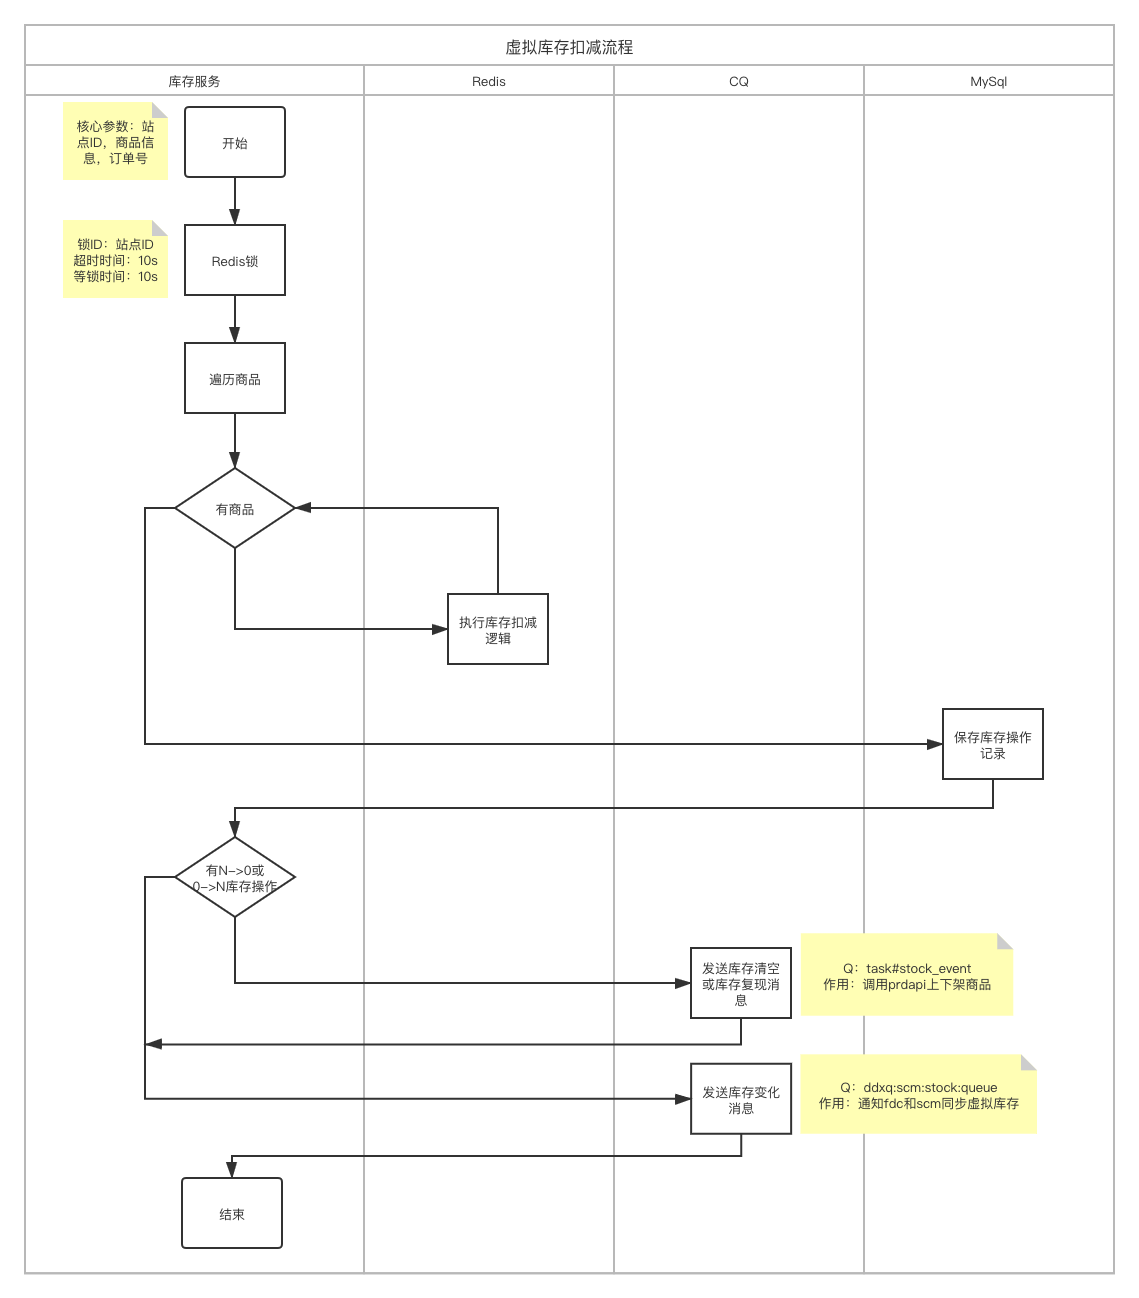 虚拟库存扣减流程
库存服务
Redis
CQ
MySql
核心参数：站
点ID，商品信
息，订单号
开始
锁ID：站点ID
超时时间：10s
等锁时间：10s
Redis锁
遍历商品
有商品
执行库存扣减
逻辑
保存库存操作
记录
有N->0或
0->N库存操作
发送库存清空
或库存复现消
息
Q：task#stock_event
作用：调用prdapi上下架商品
发送库存变化
消息
Q：ddxq:scm:stock:queue
作用：通知fdc和scm同步虚拟库存
结束